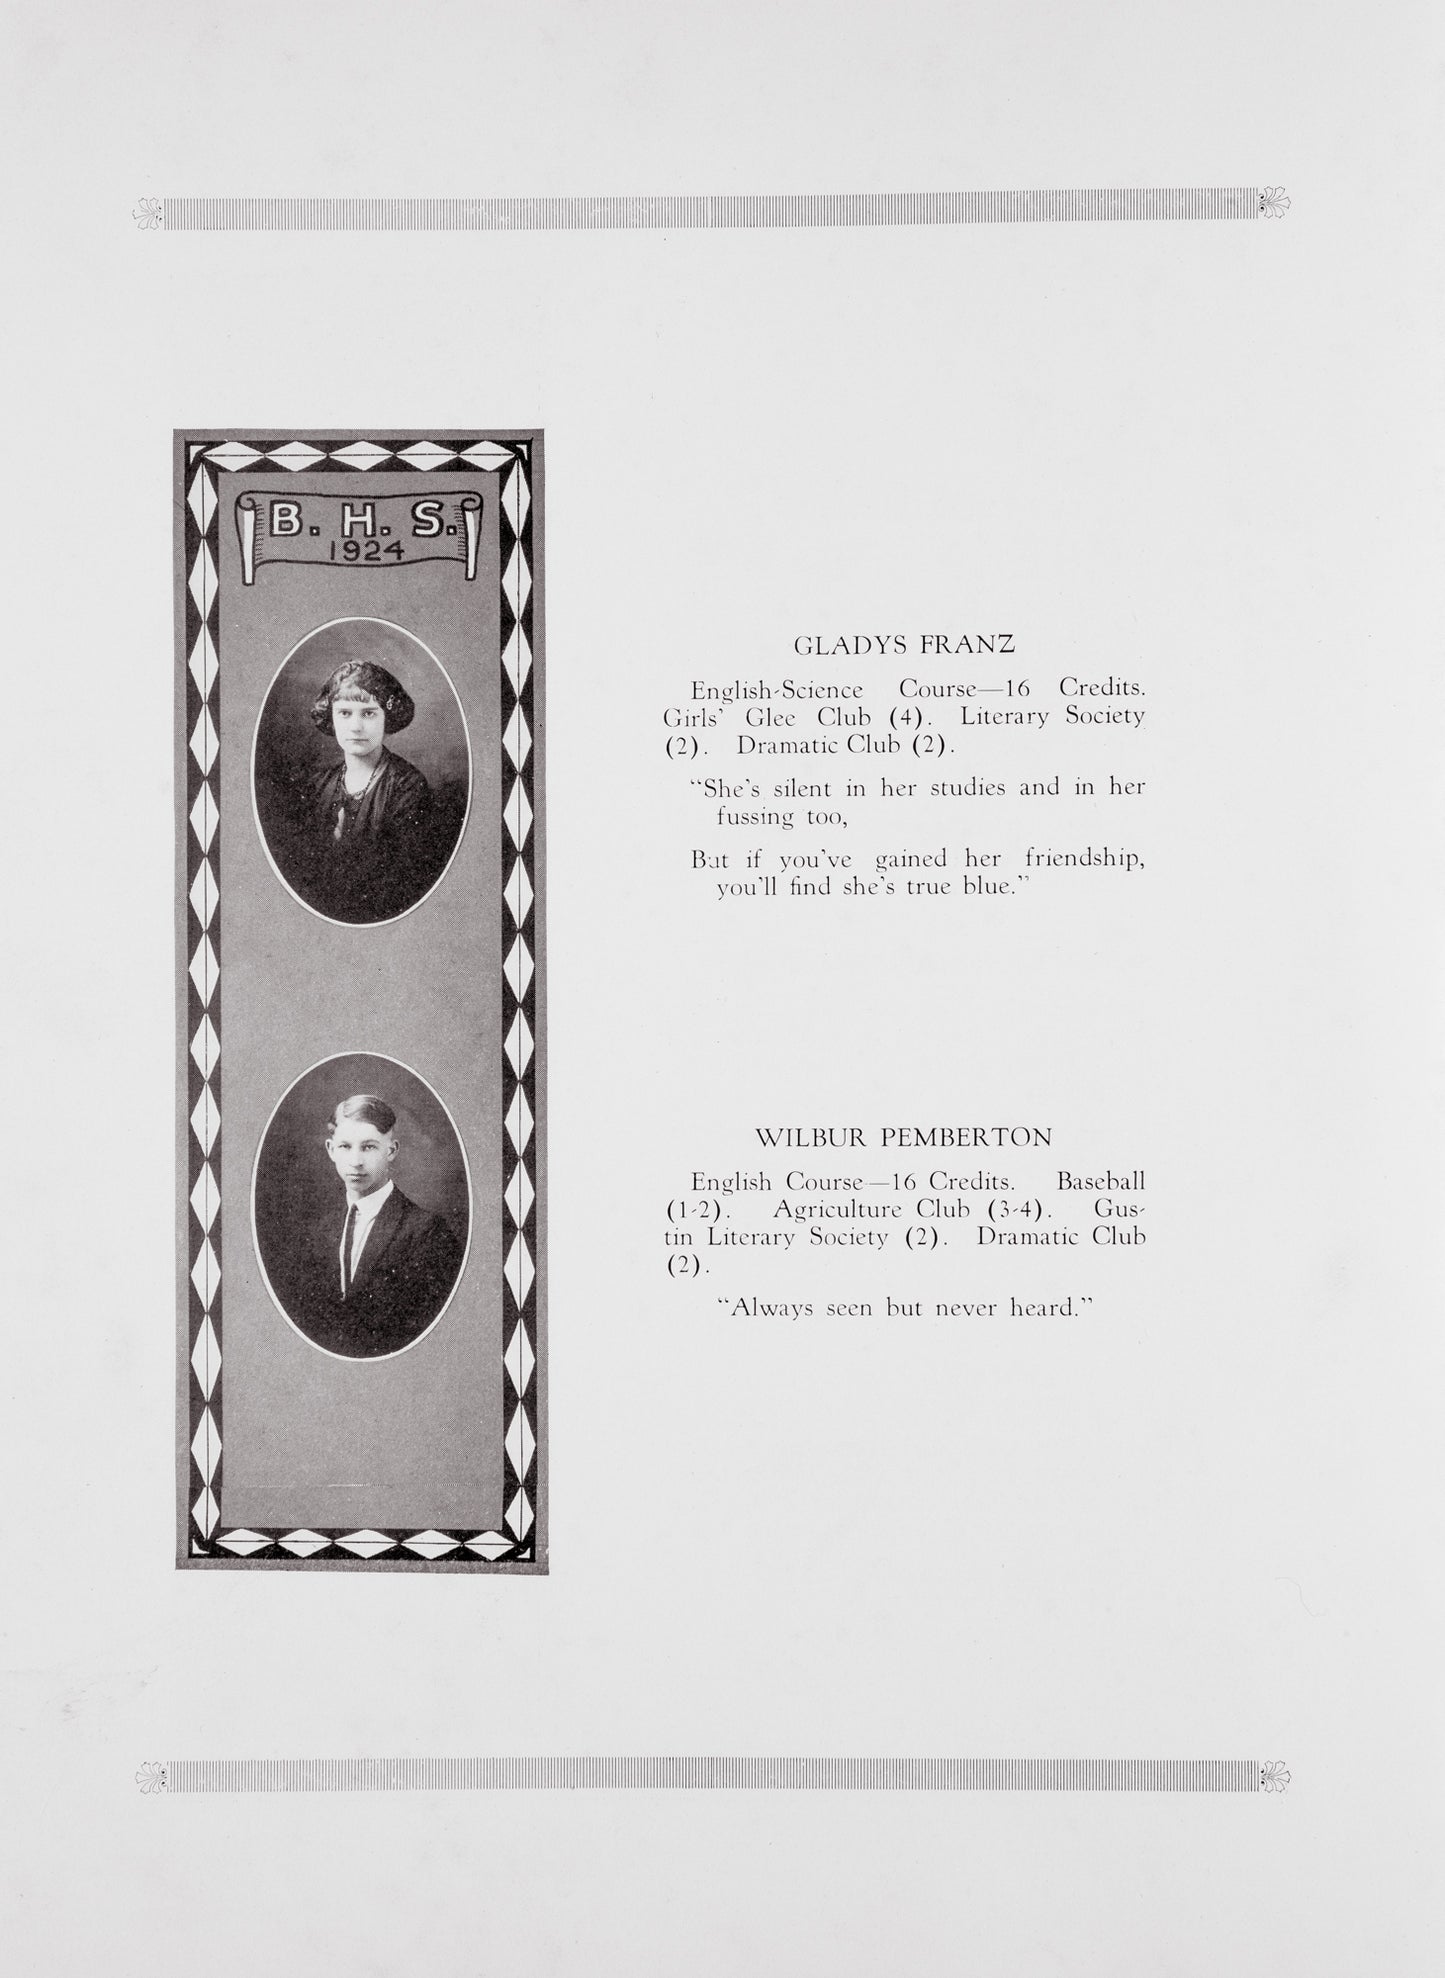 B. H. S.
1924
GLADYS FRANZ
English-Science Course—16 Credits.
Girls' Glee Club (4). Literary Society
(2). Dramatic Club (2).
“She's silent in her studies and in her
fussing too,
But if you've gained her friendship,
you'll find she's true blue.”
WILBUR PEMBERTON
English Course—16 Credits. Baseball
(1-2). Agriculture Club (3-4). Gus-
tin Literary Society (2). Dramatic Club
(2).
“Always seen but never heard.”